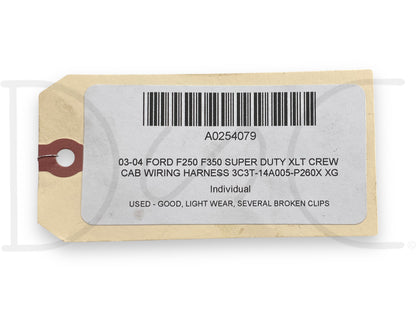 A0254079
03-04 FORD F250 F350 SUPER DUTY XLT CREW
CAB WIRING HARNESS 3C3T-14A005-P260X XG
Individual
USED - GOOD, LIGHT WEAR, SEVERAL BROKEN CLIPS